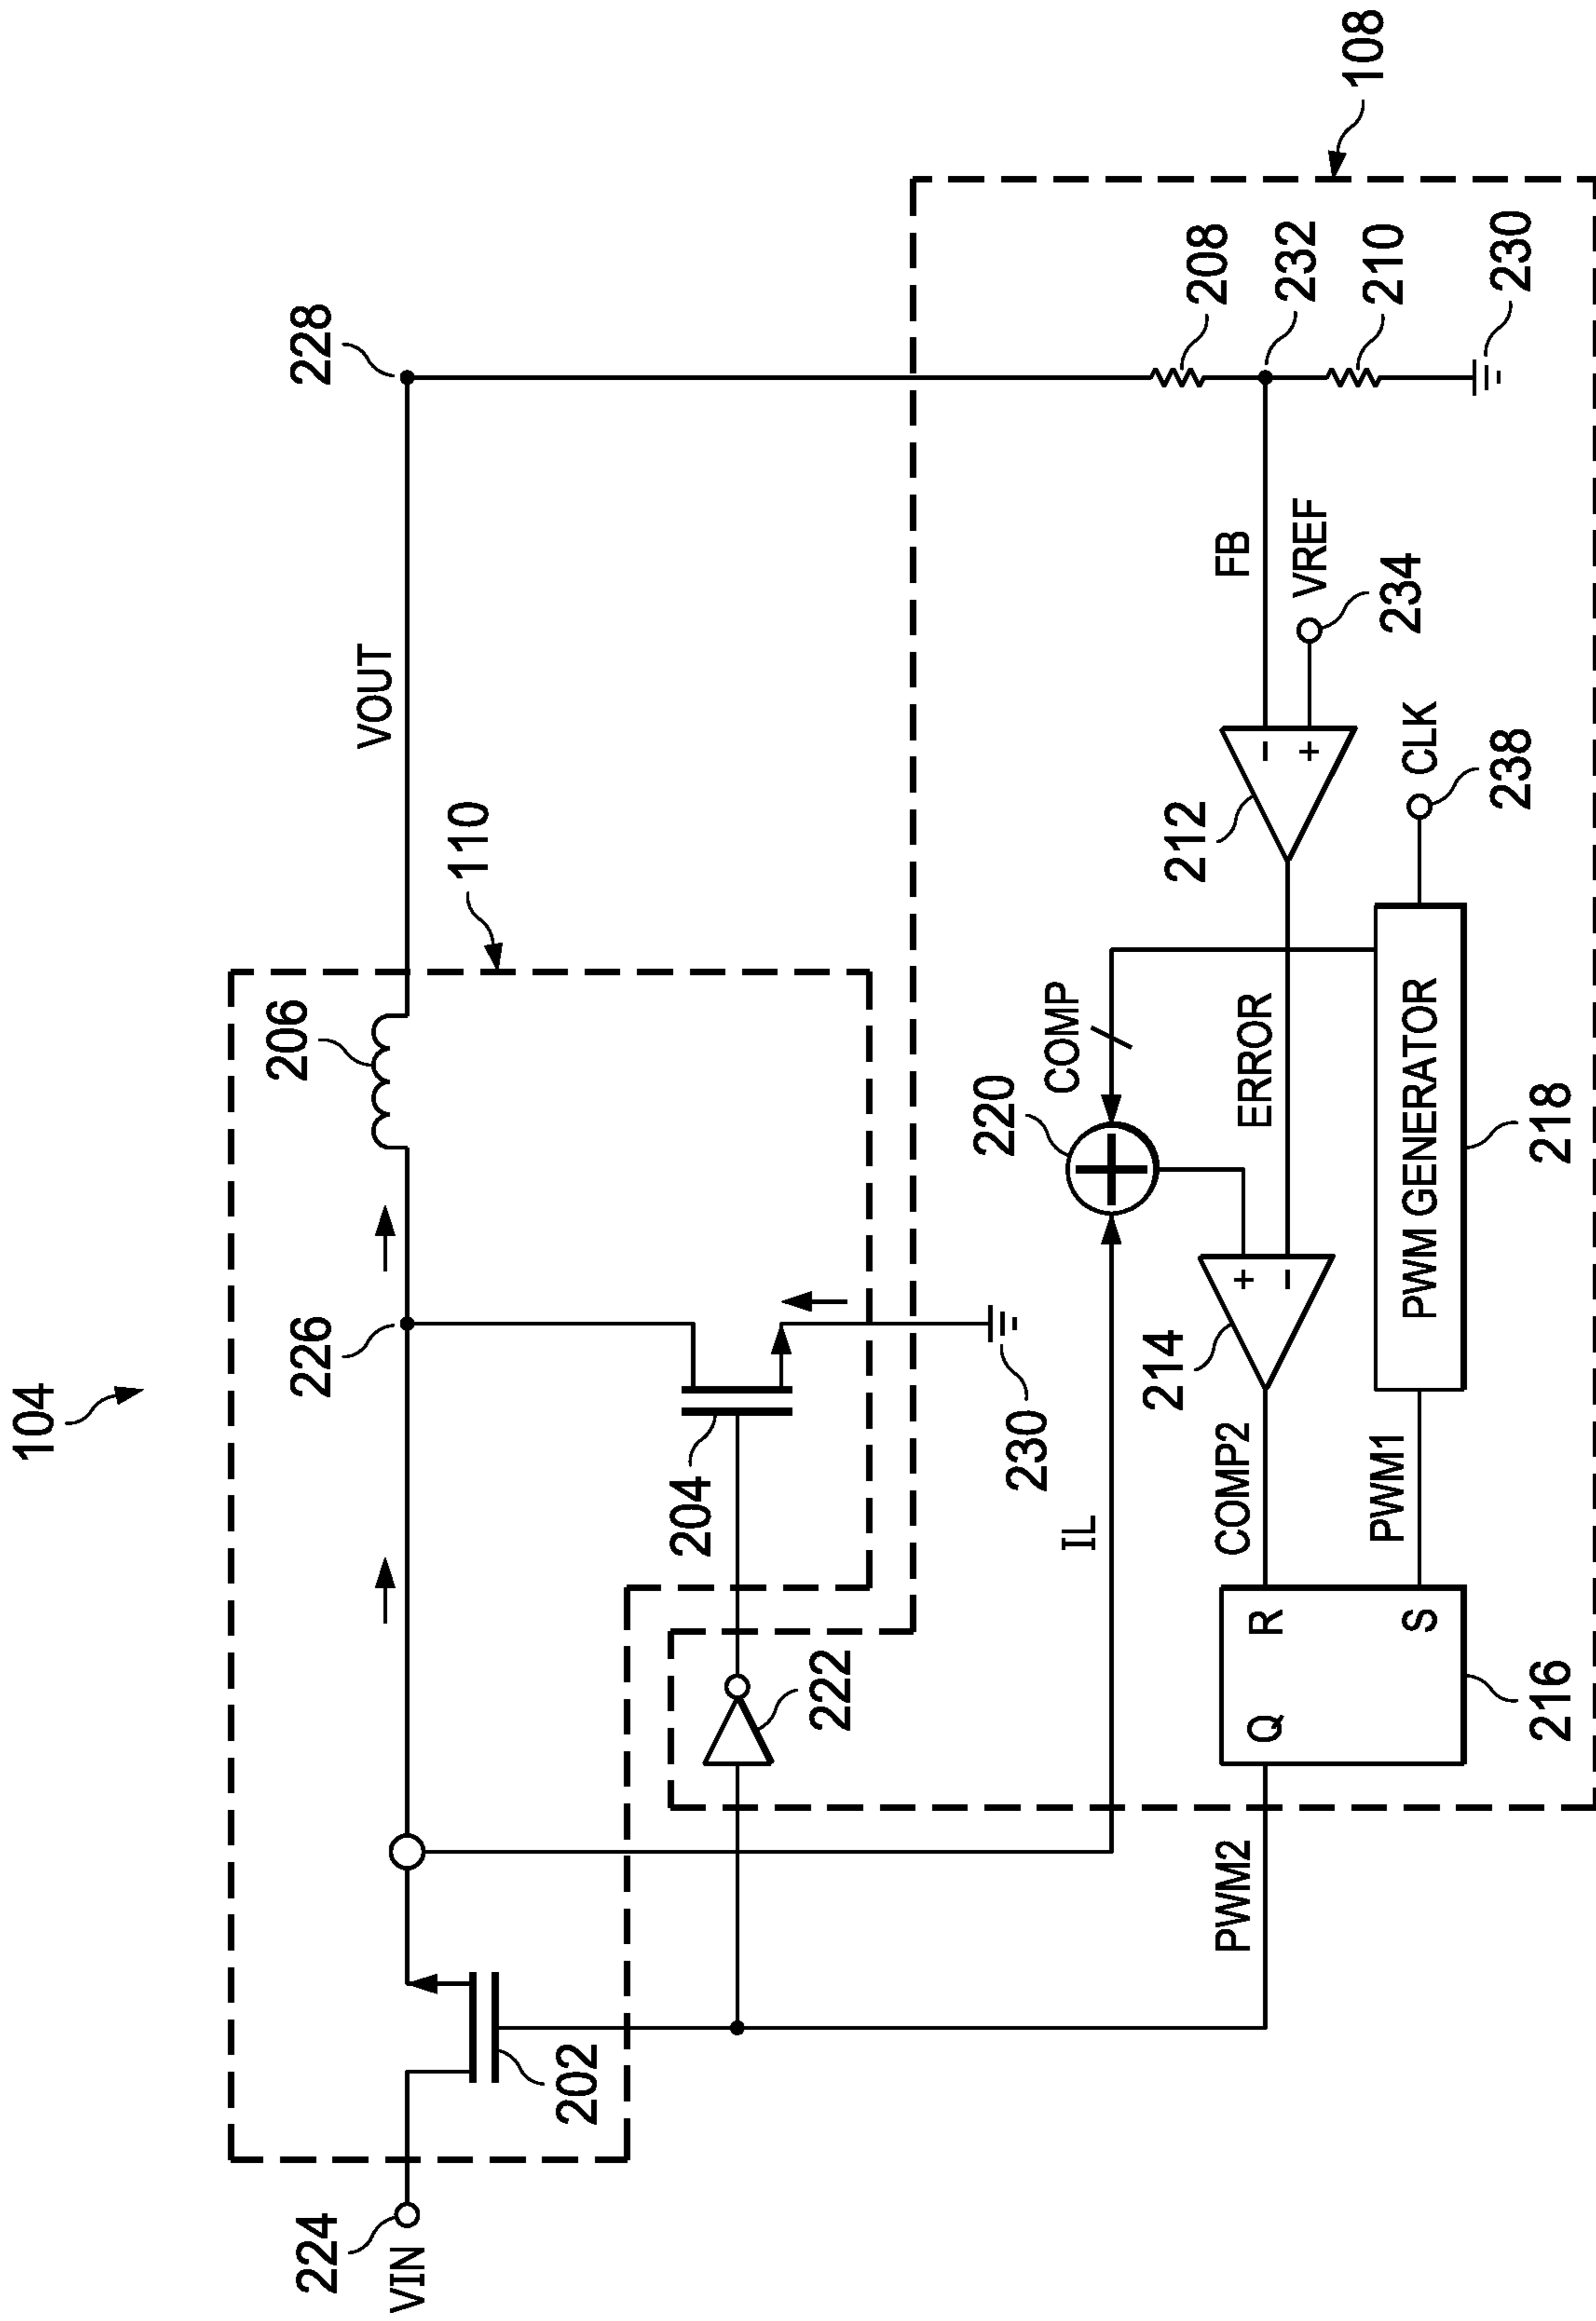 104
224
VIN
202
226
206
110
VOUT
228
204
230
222
IL
PWM2
Q
R
S
216
COMP2
PWM1
214
+
−
220
COMP
ERROR
PWM GENERATOR
218
212
−
+
FB
VREF
234
CLK
238
208
232
210
230
108